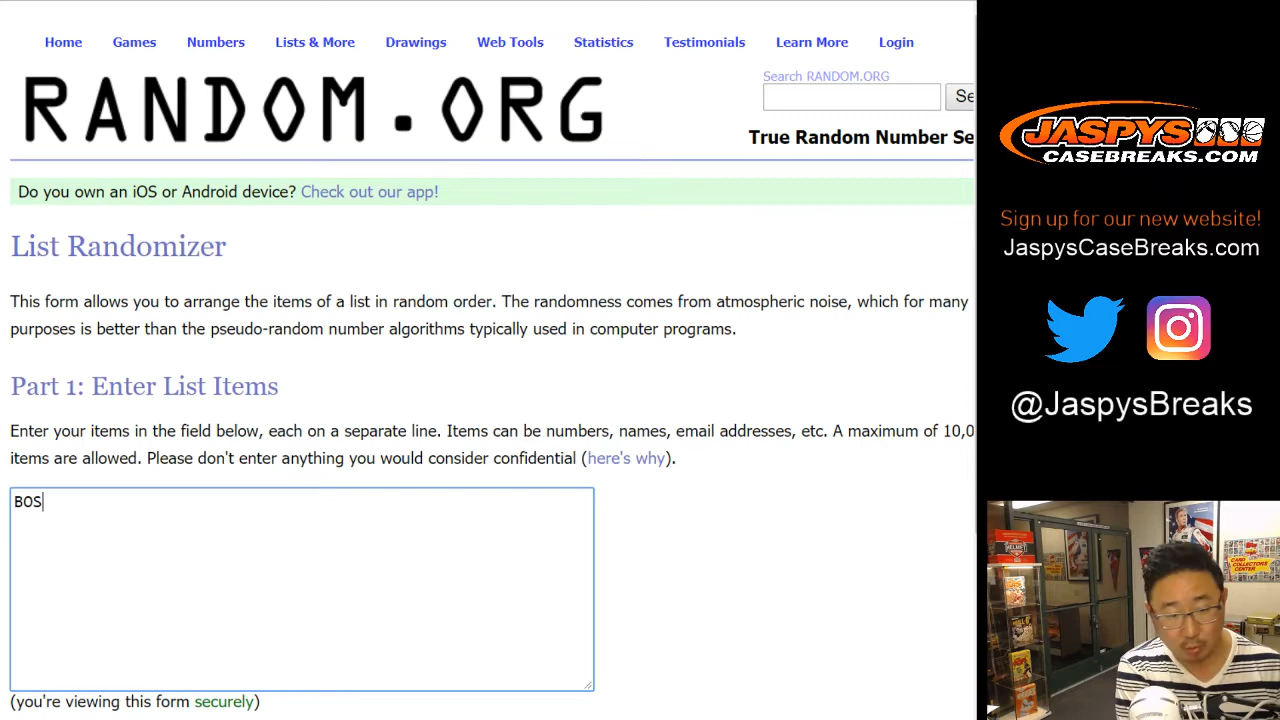 Home Games Numbers Lists & More Drawings Web Tools Statistics Testimonials Learn More Login
RANDOM.ORG
Search RANDOM.ORG
Se
True Random Number Se
Do you own an iOS or Android device? Check out our app!
List Randomizer
This form allows you to arrange the items of a list in random order. The randomness comes from atmospheric noise, which for many
purposes is better than the pseudo-random number algorithms typically used in computer programs.
Part 1: Enter List Items
Enter your items in the field below, each on a separate line. Items can be numbers, names, email addresses, etc. A maximum of 10,0
items are allowed. Please don't enter anything you would consider confidential (here's why).
BOS
(you're viewing this form securely)
JASPYS
CASEBREAKS.COM
Sign up for our new website!
JaspysCaseBreaks.com
@JaspysBreaks
HELMET
topps
CARD
COLLECTORS
CENTER